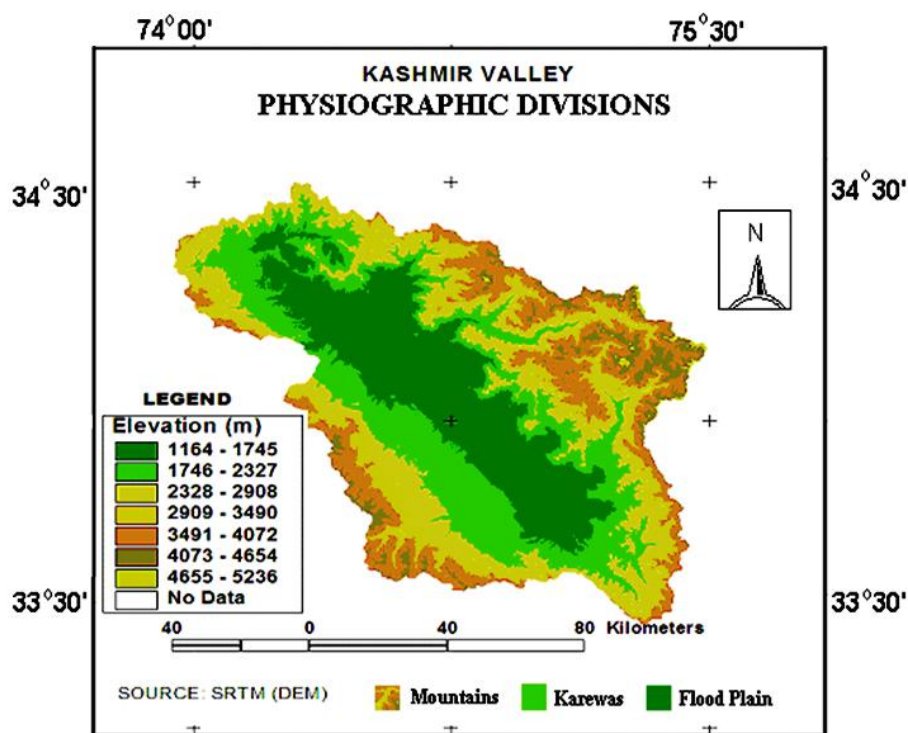 74°00' 75°30'
KASHMIR VALLEY
PHYSIOGRAPHIC DIVISIONS
34°30' 34°30'
N
LEGEND
Elevation (m)
1164 - 1745
1746 - 2327
2328 - 2908
2909 - 3490
3491 - 4072
4073 - 4654
4655 - 5236
No Data
33°30' 33°30'
40 0 40 80 Kilometers
SOURCE: SRTM (DEM) Mountains Karewas Flood Plain